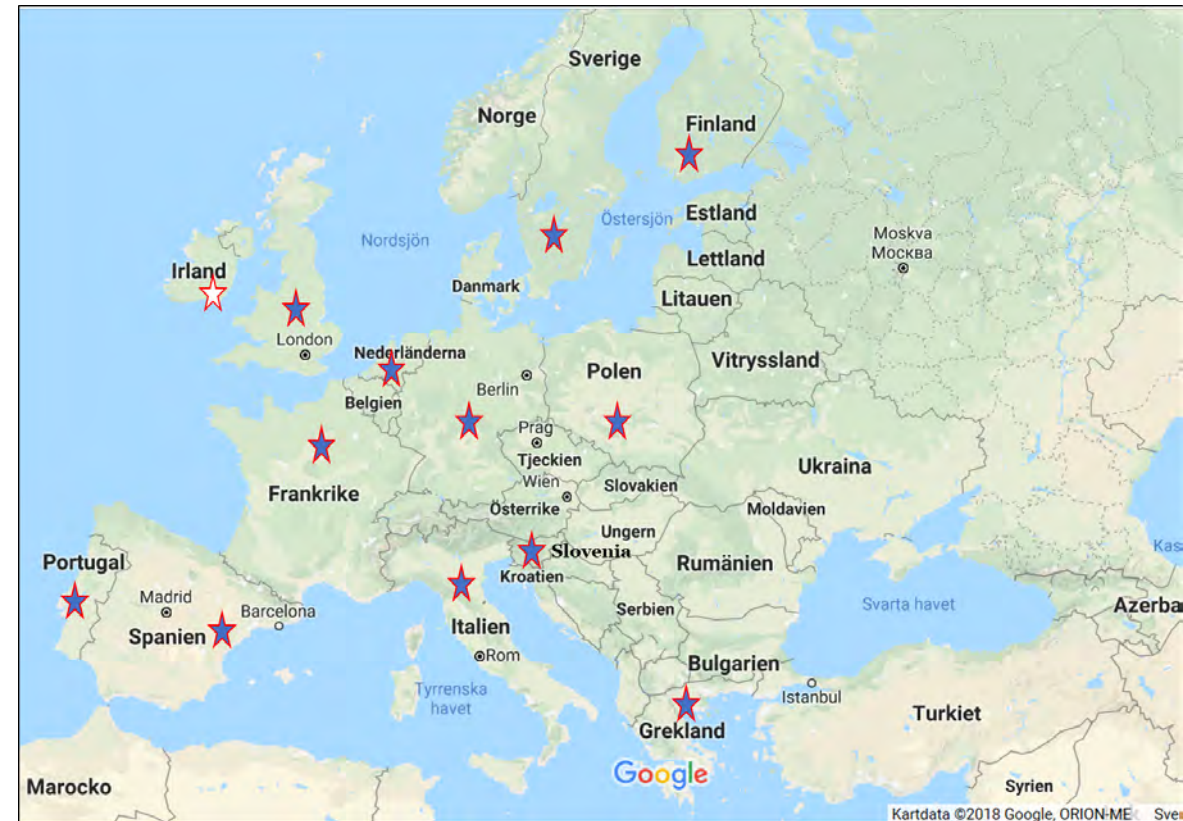 Sverige
Norge
Finland
Östersjön
Estland
Nordsjön
Moskva
Москва
Lettland
Irland
Danmark
Litauen
London
Nederländerna
Vitryssland
Berlin
Polen
Belgien
Prag
Tjeckien
Ukraina
Wien
Slovakien
Frankrike
Österrike
Moldavien
Ungern
Slovenia
Portugal
Rumänien
Kas
Kroatien
Madrid
Barcelona
Serbien
Svarta havet
Azerba
Spanien
Italien
Rom
Bulgarien
Tyrrenska
havet
Istanbul
Grekland
Turkiet
Google
Marocko
Syrien
Kartdata ©2018 Google, ORION-ME